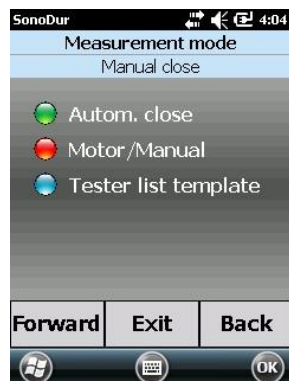 SonoDur 4:04
Measurement mode
Manual close
Autom. close
Motor/Manual
Tester list template
Forward Exit Back
OK